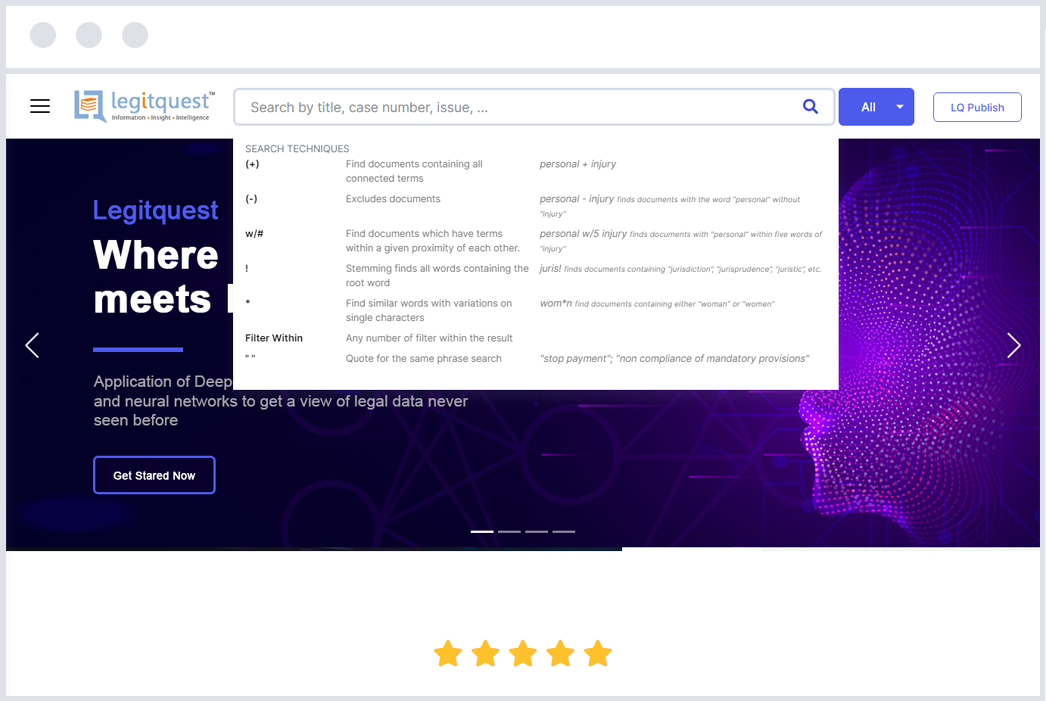 legitquest™
Information • Insight • Intelligence
Search by title, case number, issue, ...
All
LQ Publish
SEARCH TECHNIQUES
(+) Find documents containing all connected terms personal + injury
(-) Excludes documents personal - injury finds documents with the word "personal" without "injury"
w/# Find documents which have terms within a given proximity of each other. personal w/5 injury finds documents with "personal" within five words of "injury"
! Stemming finds all words containing the root word juris! finds documents containing "jurisdiction", "jurisprudence", "juristic", etc.
* Find similar words with variations on single characters wom*n find documents containing either "woman" or "women"
Filter Within Any number of filter within the result
" " Quote for the same phrase search "stop payment"; "non compliance of mandatory provisions"
Legitquest
Where
meets
Application of Deep
and neural networks to get a view of legal data never
seen before
Get Stared Now